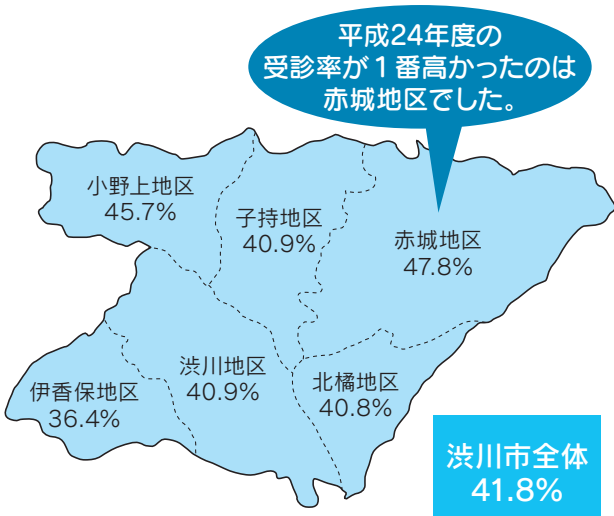 平成24年度の
受診率が1番高かったのは
赤城地区でした。
小野上地区
45.7%
子持地区
40.9%
赤城地区
47.8%
伊香保地区
36.4%
渋川地区
40.9%
北橘地区
40.8%
渋川市全体
41.8%